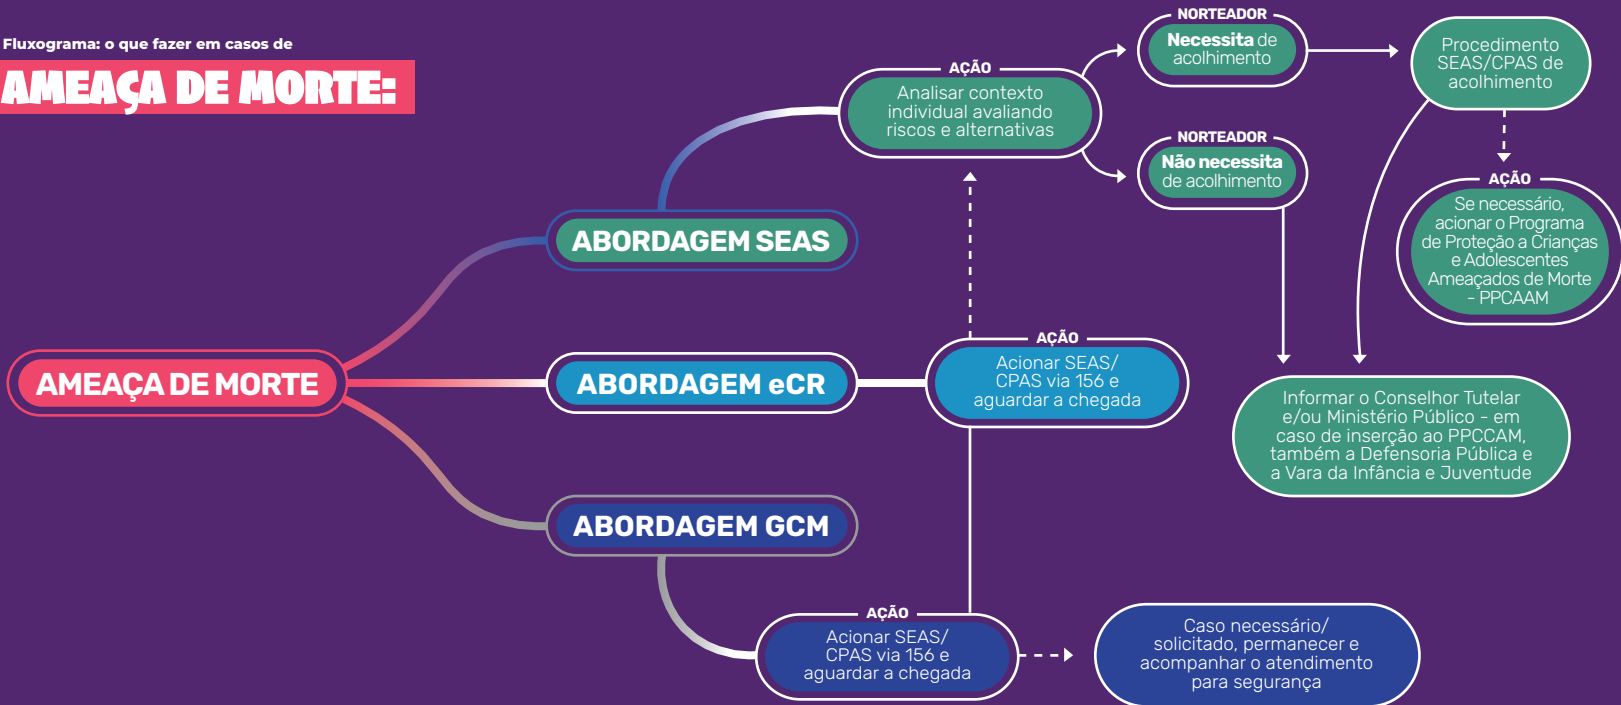 Fluxograma: o que fazer em casos de
AMEAÇA DE MORTE:
AÇÃO
Analisar contexto
individual avaliando
riscos e alternativas
NORTEADOR
Necessita de
acolhimento
Procedimento
SEAS/CPAS de
acolhimento
NORTEADOR
Não necessita
de acolhimento
AÇÃO
Se necessário,
acionar o Programa
de Proteção a Crianças
e Adolescentes
Ameaçados de Morte
- PPCAAM
ABORDAGEM SEAS
AMEAÇA DE MORTE
ABORDAGEM eCR
AÇÃO
Acionar SEAS/
CPAS via 156 e
aguardar a chegada
Informar o Conselhor Tutelar
e/ou Ministério Público - em
caso de inserção ao PPCCAM,
também a Defensoria Pública e
a Vara da Infância e Juventude
ABORDAGEM GCM
AÇÃO
Acionar SEAS/
CPAS via 156 e
aguardar a chegada
Caso necessário/
solicitado, permanecer e
acompanhar o atendimento
para segurança